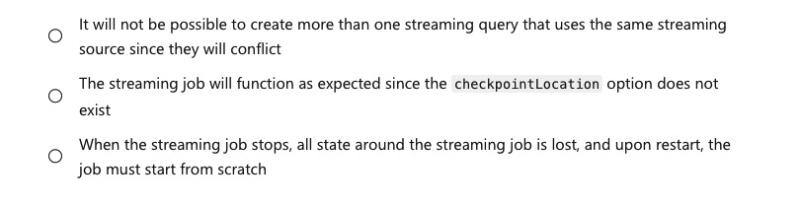 It will not be possible to create more than one streaming query that uses the same streaming
source since they will conflict
The streaming job will function as expected since the checkpointLocation option does not
exist
When the streaming job stops, all state around the streaming job is lost, and upon restart, the
job must start from scratch